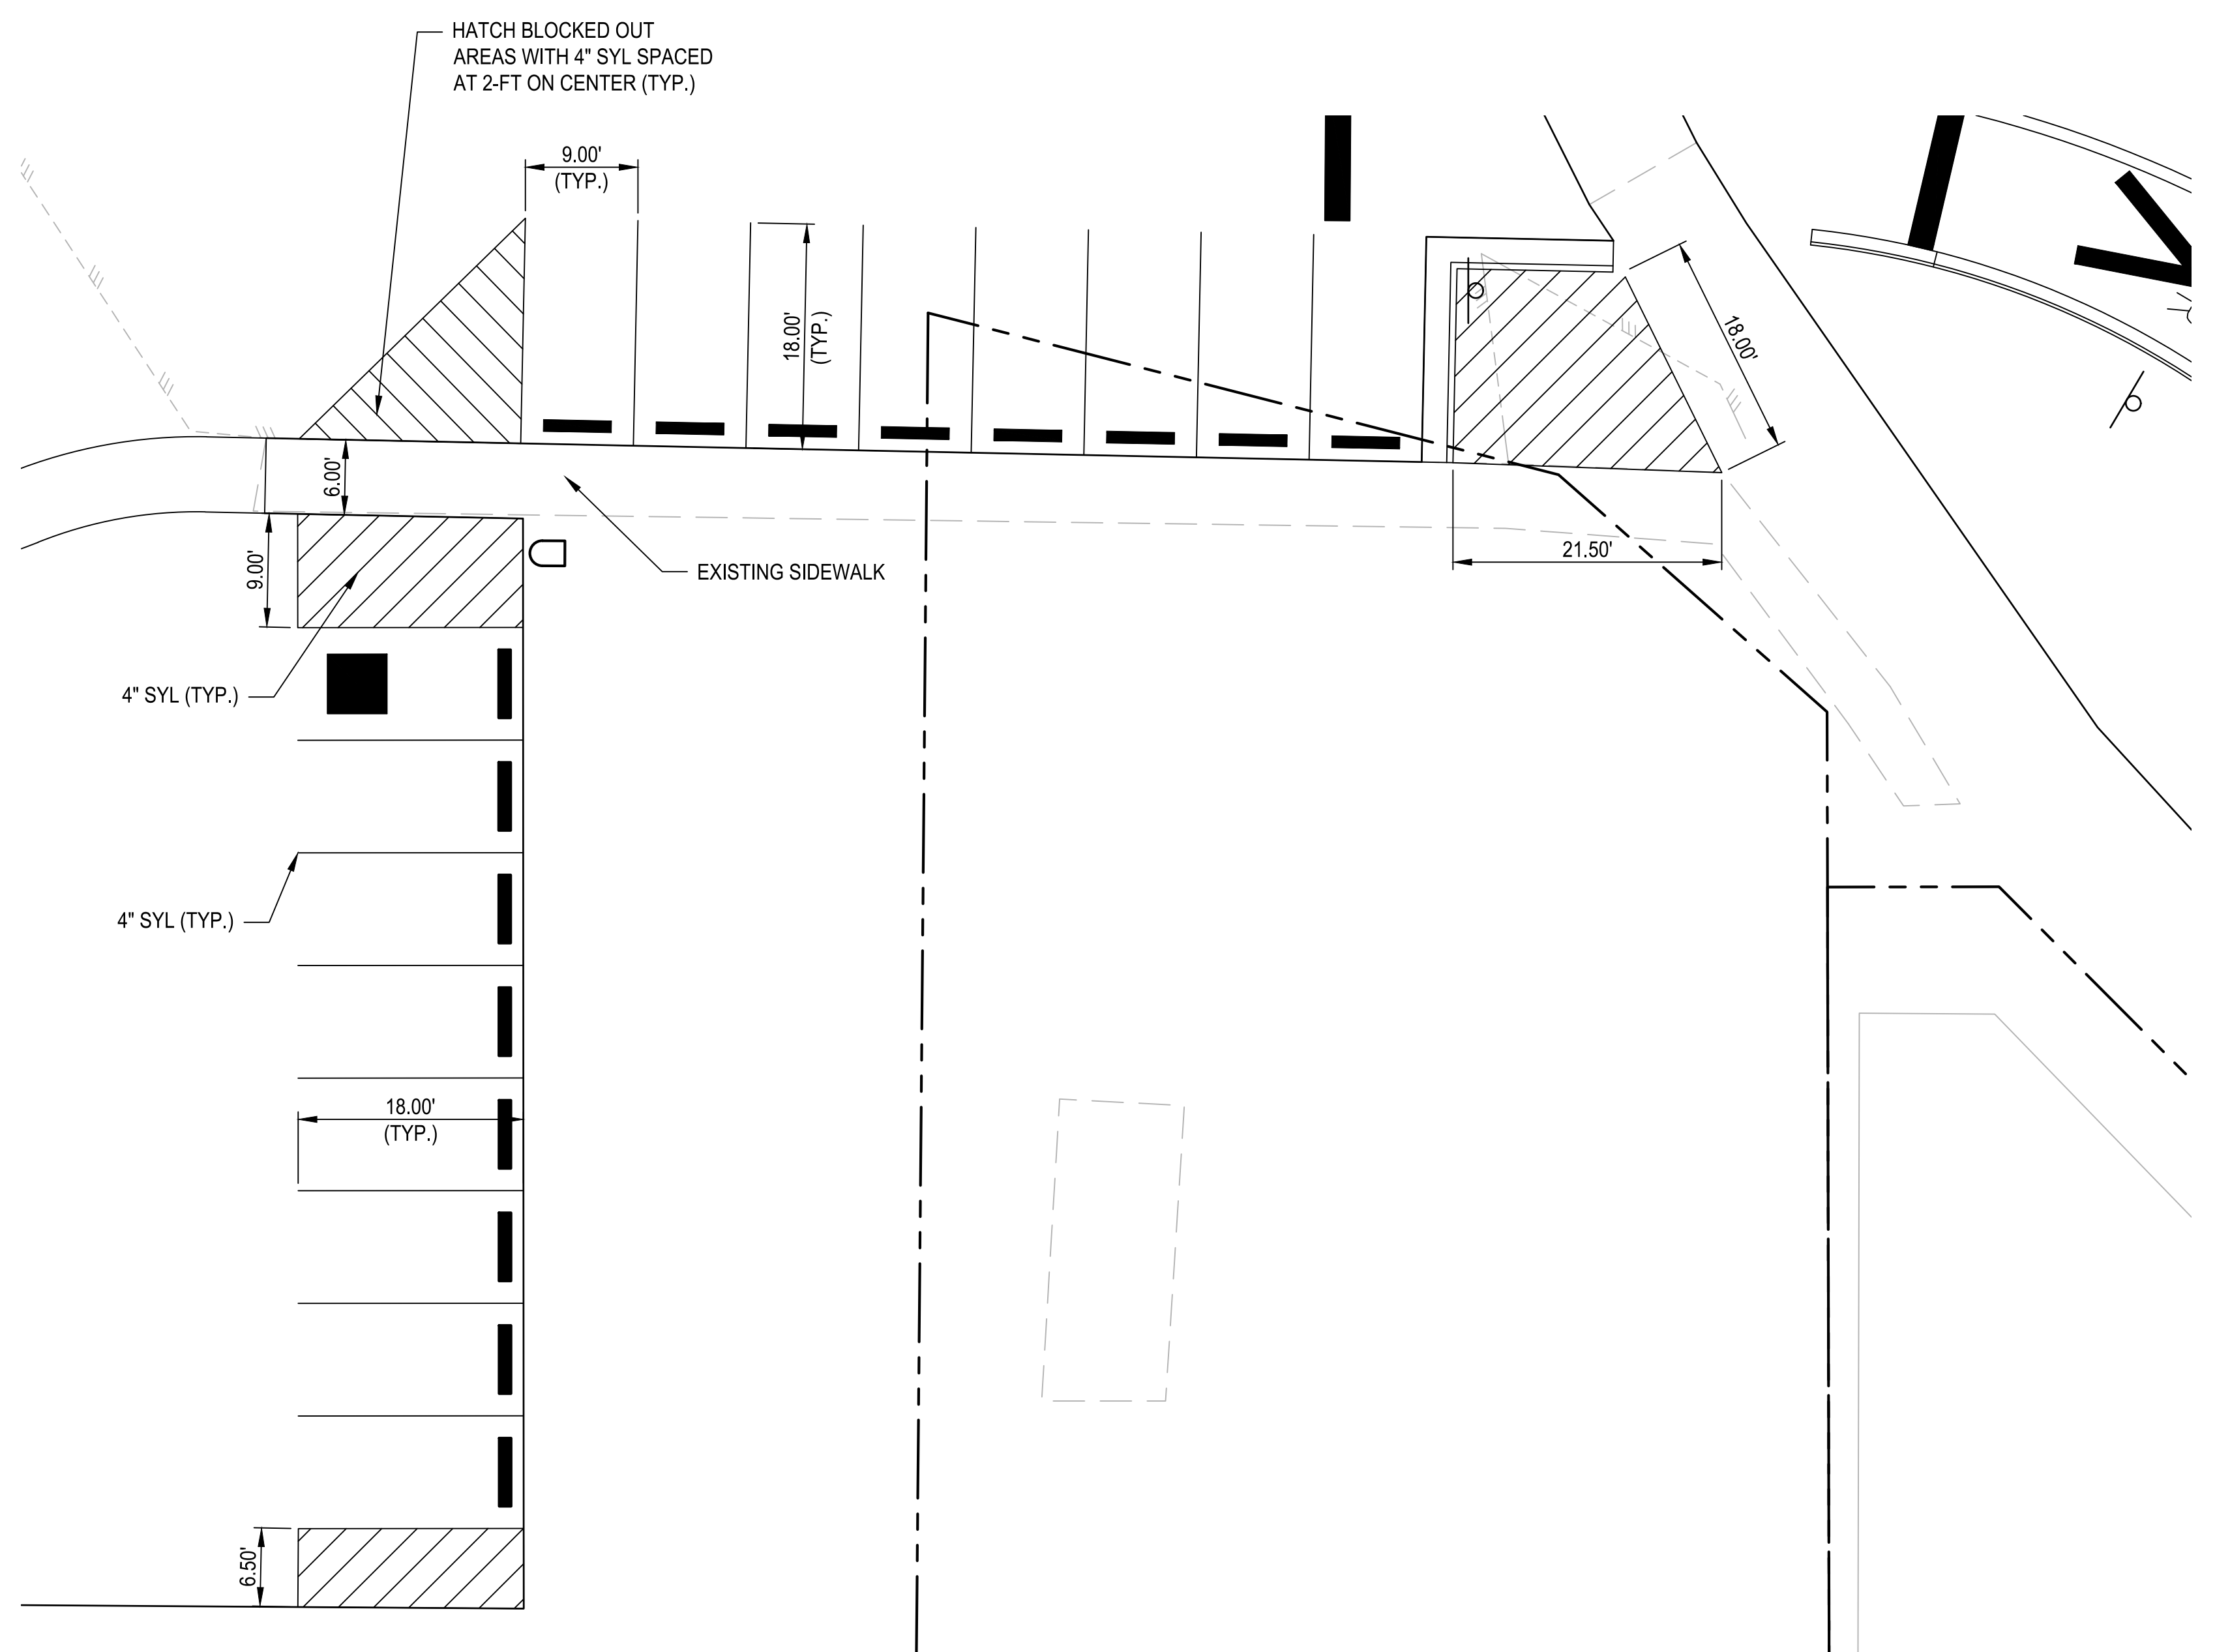 HATCH BLOCKED OUT
AREAS WITH 4" SYL SPACED
AT 2-FT ON CENTER (TYP.)
9.00'
(TYP.)
18.00'
(TYP.)
18.00'
6.00'
9.00'
21.50'
EXISTING SIDEWALK
4" SYL (TYP.)
4" SYL (TYP.)
18.00'
(TYP.)
6.50'